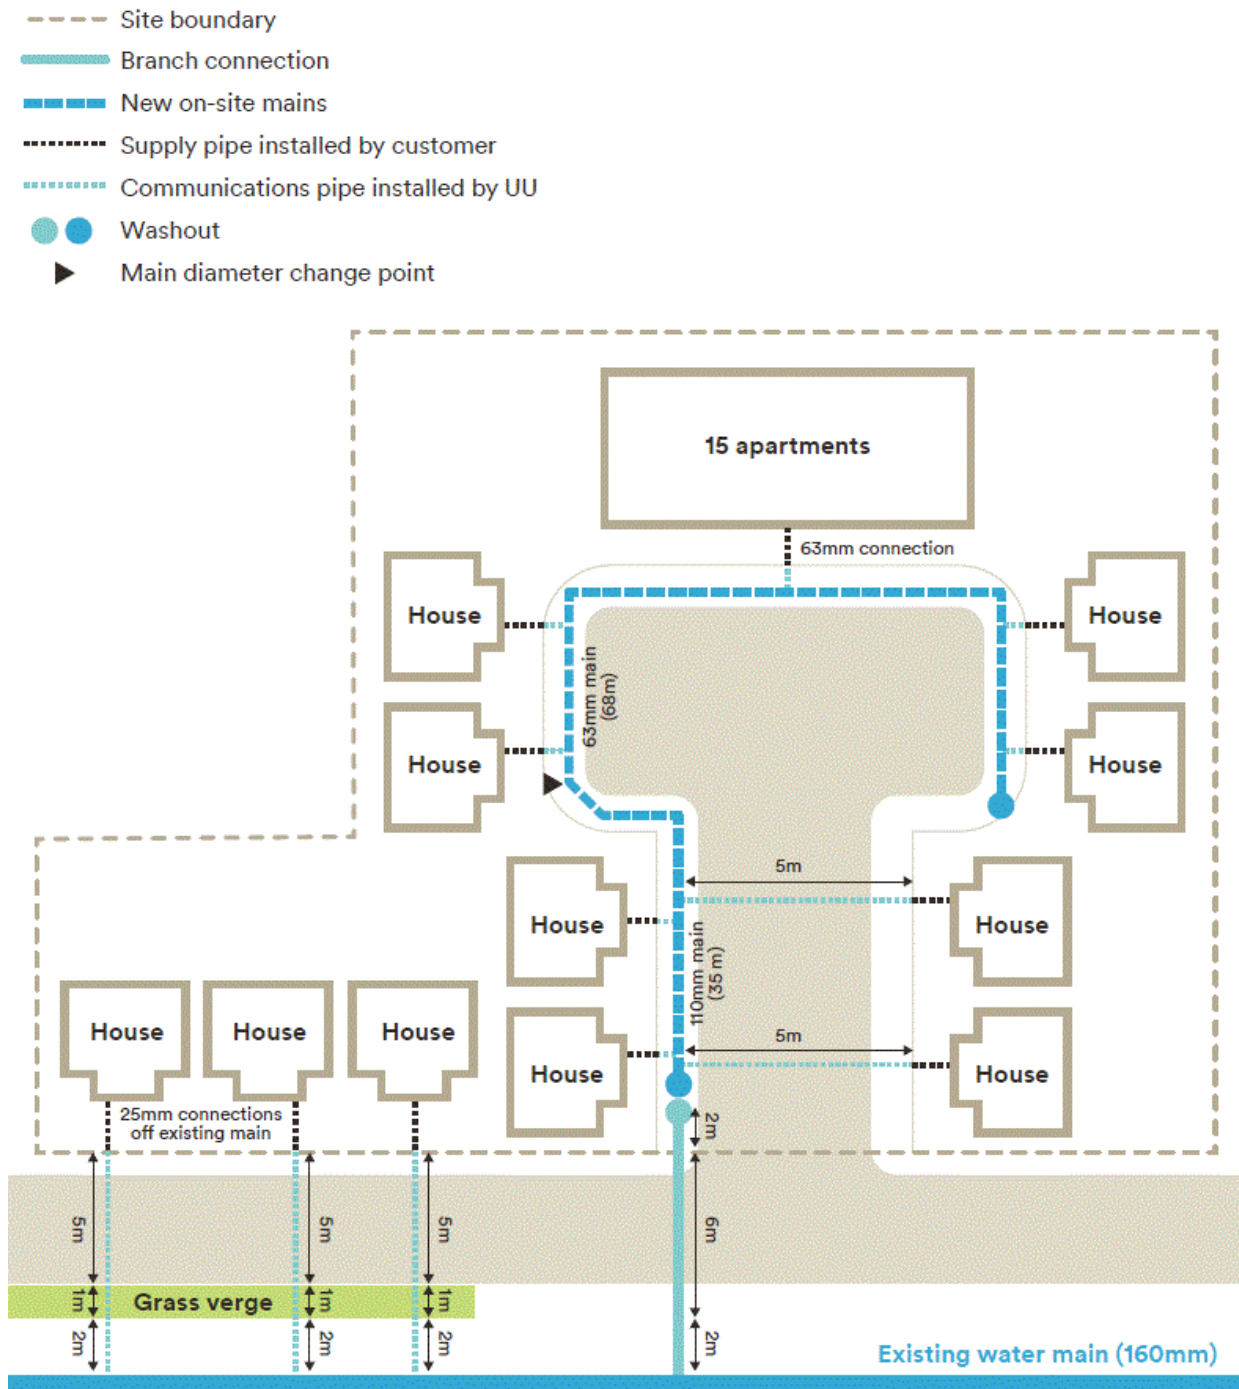 Site boundary
Branch connection
New on-site mains
Supply pipe installed by customer
Communications pipe installed by UU
Washout
Main diameter change point
15 apartments
63mm connection
House
House
63mm main
(68m)
House
House
5m
House
House
110mm main
(35 m)
House
House
House
5m
House
House
25mm connections
off existing main
2m
5m
5m
5m
6m
1m
Grass verge
1m
1m
2m
2m
2m
2m
Existing water main (160mm)